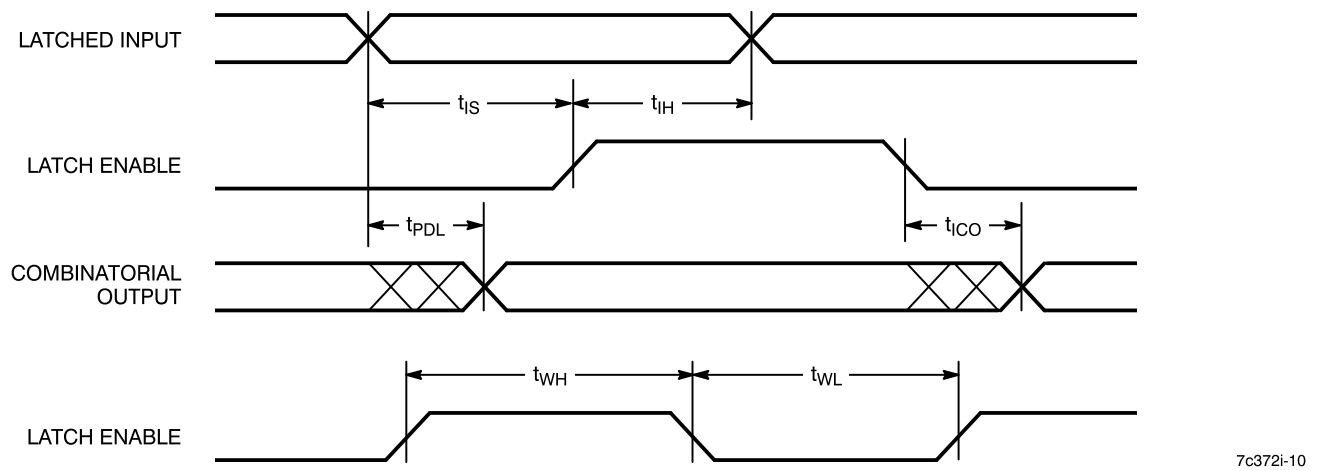 LATCHED INPUT
tIS
tIH
LATCH ENABLE
tPDL
tICO
COMBINATORIAL
OUTPUT
tWH
tWL
LATCH ENABLE
7c372i-10